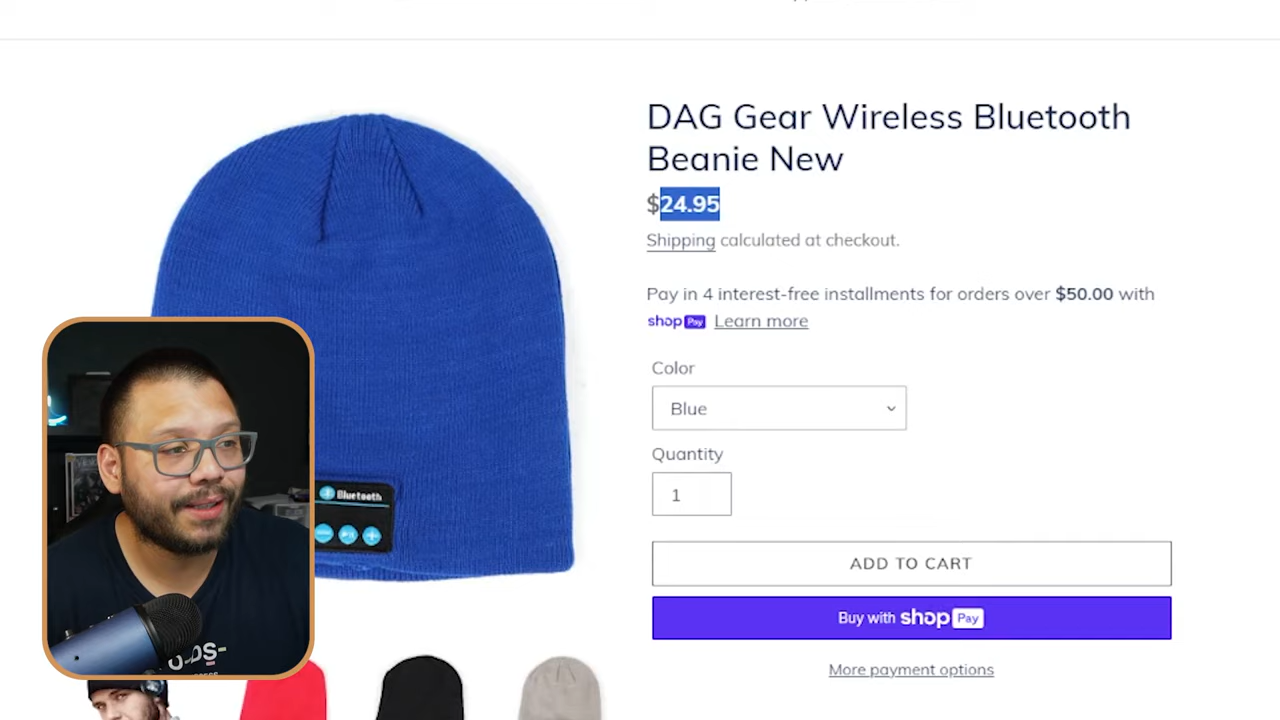 DAG Gear Wireless Bluetooth
Beanie New
$24.95
Shipping calculated at checkout.
Pay in 4 interest-free installments for orders over $50.00 with
shop Pay Learn more
Color
Blue
Quantity
1
ADD TO CART
Buy with shop Pay
More payment options
Bluetooth